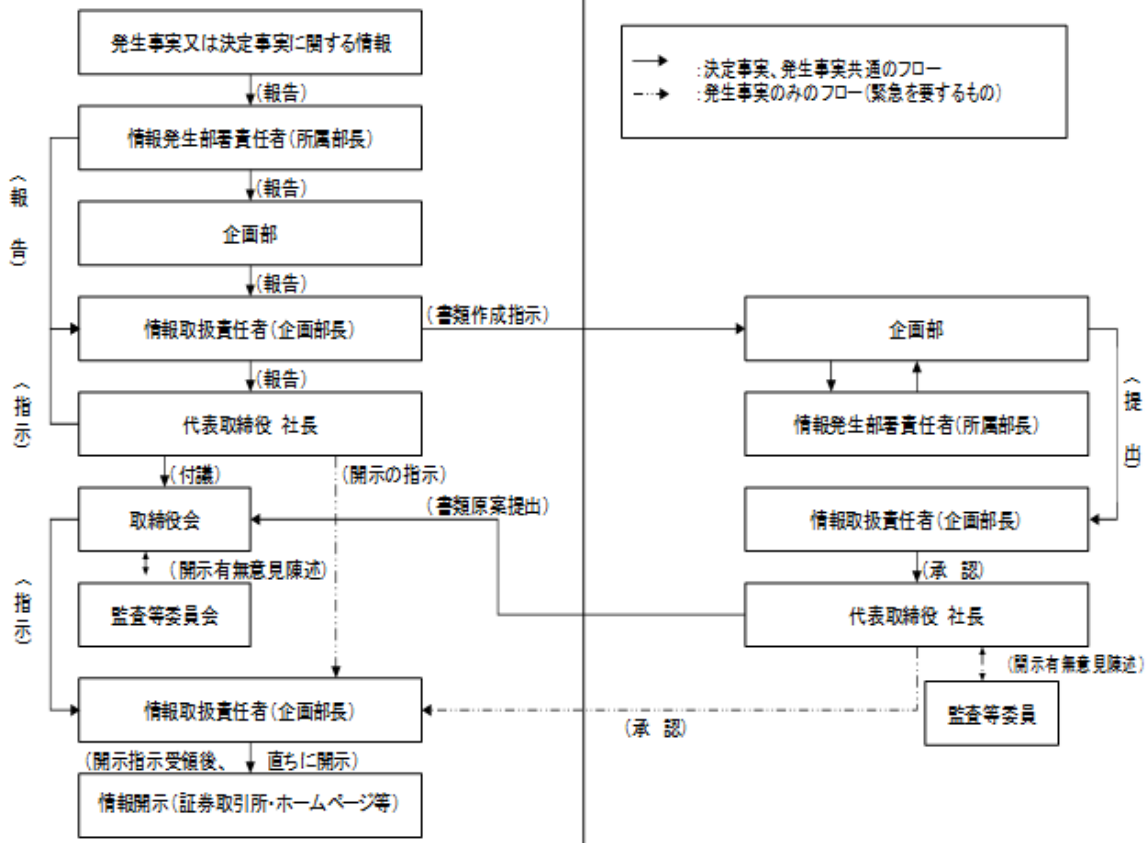 発生事実又は決定事実に関する情報
(報告)
情報発生部署責任者(所属部長)
(報告)
企画部
(報告)
情報取扱責任者(企画部長)
(報告)
代表取締役 社長
(付議)
(開示の指示)
取締役会
(開示有無意見陳述)
監査等委員会
情報取扱責任者(企画部長)
(開示指示受領後、 直ちに開示)
情報開示(証券取引所・ホームページ等)
(報 告)
(指示)
(指示)
:決定事実、発生事実共通のフロー
:発生事実のみのフロー(緊急を要するもの)
(書類作成指示)
企画部
情報発生部署責任者(所属部長)
(提 出)
情報取扱責任者(企画部長)
(承 認)
代表取締役 社長
(書類原案提出)
(開示有無意見陳述)
監査等委員
(承 認)